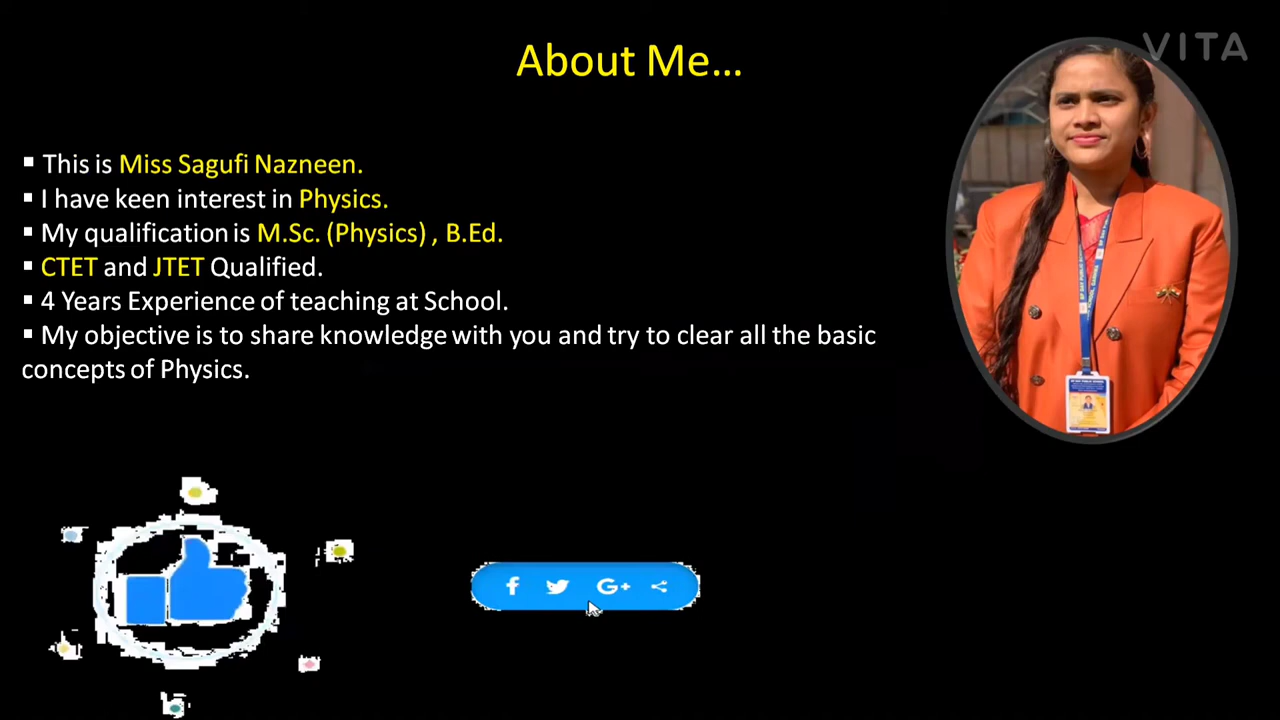 VITA
About Me...
▪ This is Miss Sagufi Nazneen.
▪ I have keen interest in Physics.
▪ My qualification is M.Sc. (Physics) , B.Ed.
▪ CTET and JTET Qualified.
▪ 4 Years Experience of teaching at School.
▪ My objective is to share knowledge with you and try to clear all the basic
concepts of Physics.
f G+